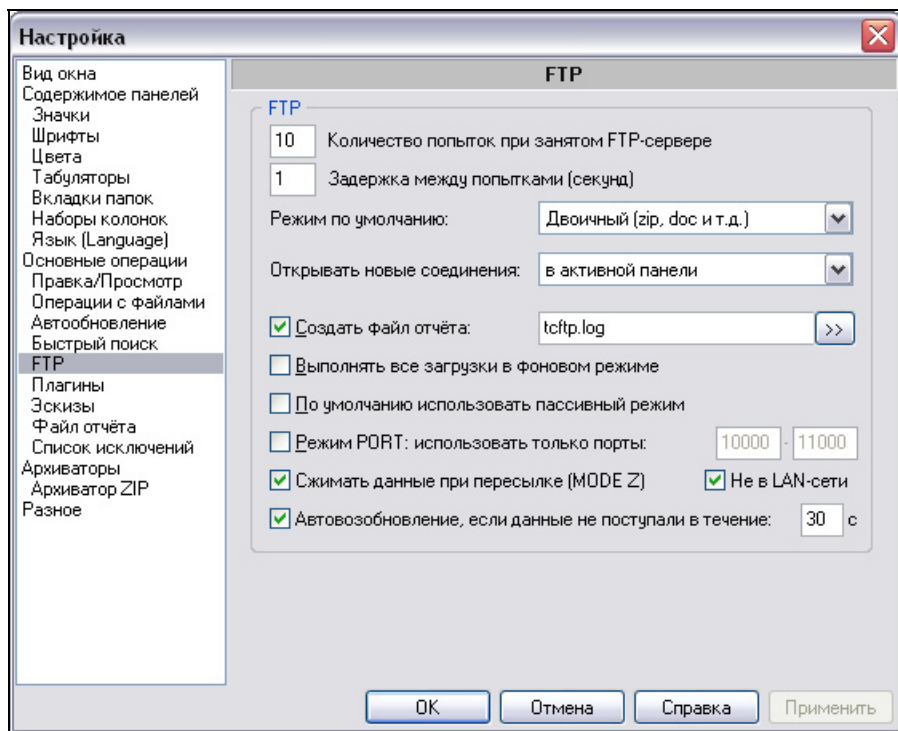 Настройка
Вид окна
Содержимое панелей
Значки
Шрифты
Цвета
Табуляторы
Вкладки папок
Наборы колонок
Язык (Language)
Основные операции
Правка/Просмотр
Операции с файлами
Автообновление
Быстрый поиск
FTP
Плагины
Эскизы
Файл отчёта
Список исключений
Архиваторы
Архиватор ZIP
Разное
FTP
FTP
10 Количество попыток при занятом FTP-сервере
1 Задержка между попытками (секунд)
Режим по умолчанию: Двоичный (zip, doc и т.д.)
Открывать новые соединения: в активной панели
Создать файл отчёта: tcftp.log >>
Выполнять все загрузки в фоновом режиме
По умолчанию использовать пассивный режим
Режим PORT: использовать только порты: 10000 - 11000
Сжимать данные при пересылке (MODE Z) Не в LAN-сети
Автовозобновление, если данные не поступали в течение: 30 с
OK Отмена Справка Применить